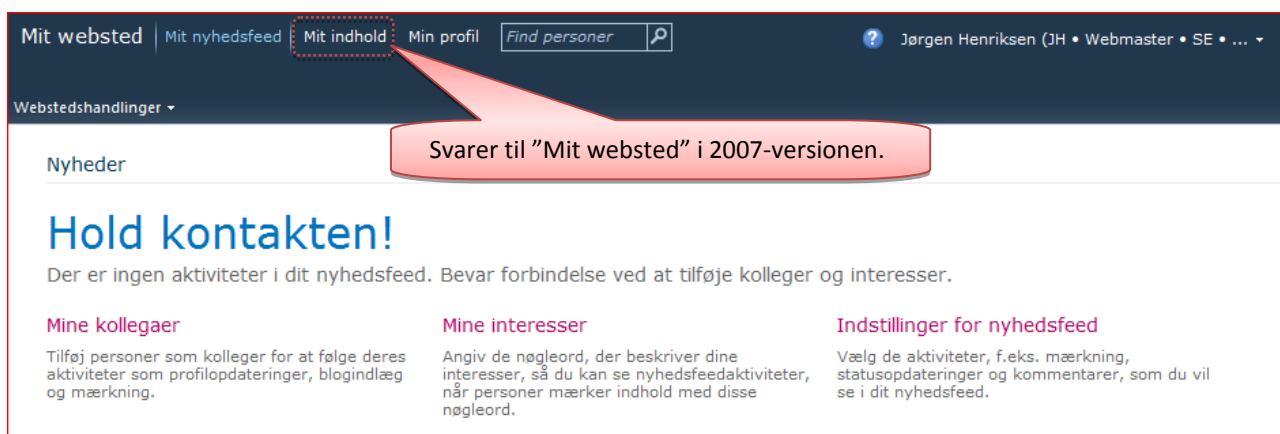 Mit websted Mit nyhedsfeed Mit indhold Min profil Find personer Jørgen Henriksen (JH • Webmaster • SE • ...
Webstedshandlinger
Svarer til ”Mit websted” i 2007-versionen.
Nyheder
Hold kontakten!
Der er ingen aktiviteter i dit nyhedsfeed. Bevar forbindelse ved at tilføje kolleger og interesser.
Mine kollegaer
Tilføj personer som kolleger for at følge deres
aktiviteter som profilopdateringer, blogindlæg
og mærkning.
Mine interesser
Angiv de nøgleord, der beskriver dine
interesser, så du kan se nyhedsfeedaktiviteter,
når personer mærker indhold med disse
nøgleord.
Indstillinger for nyhedsfeed
Vælg de aktiviteter, f.eks. mærkning,
statusopdateringer og kommentarer, som du vil
se i dit nyhedsfeed.